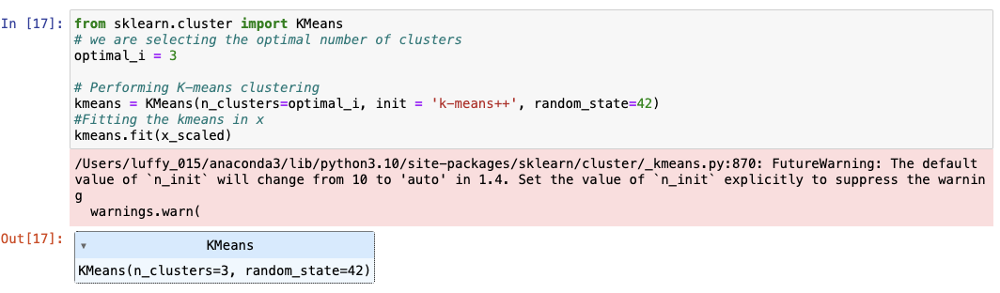 In [17]: from sklearn.cluster import KMeans
# we are selecting the optimal number of clusters
optimal_i = 3
# Performing K-means clustering
kmeans = KMeans(n_clusters=optimal_i, init = 'k-means++', random_state=42)
#Fitting the kmeans in x
kmeans.fit(x_scaled)
/Users/luffy_015/anaconda3/lib/python3.10/site-packages/sklearn/cluster/_kmeans.py:870: FutureWarning: The default
value of `n_init` will change from 10 to 'auto' in 1.4. Set the value of `n_init` explicitly to suppress the warnin
g
  warnings.warn(
Out[17]: ▾ KMeans
KMeans(n_clusters=3, random_state=42)